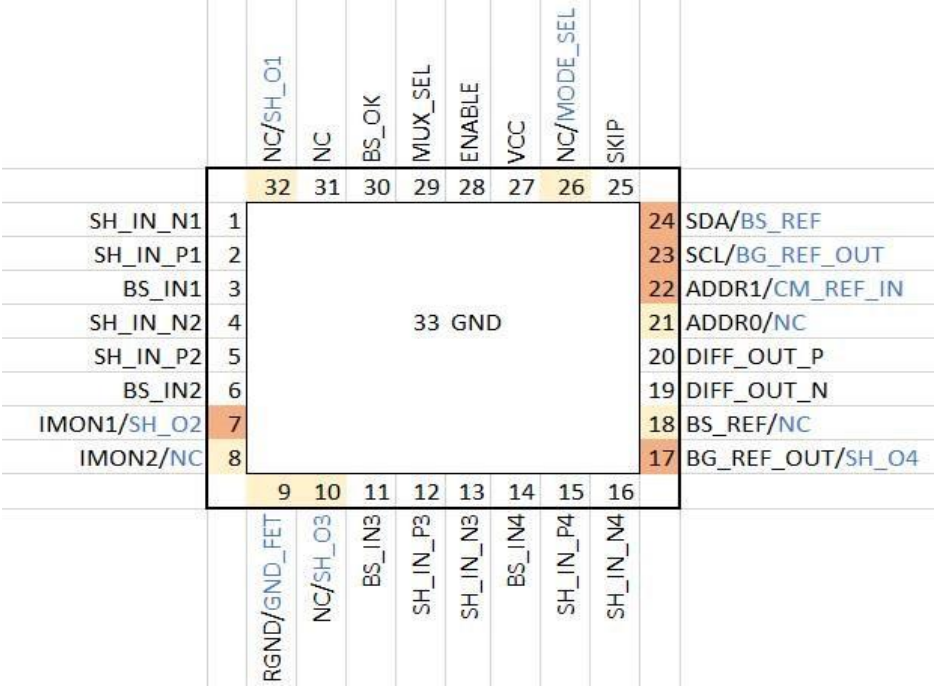 NC/SH_O1
NC
BS_OK
MUX_SEL
ENABLE
VCC
NC/MODE_SEL
SKIP
32 31 30 29 28 27 26 25
SH_IN_N1 1
SH_IN_P1 2
BS_IN1 3
SH_IN_N2 4
SH_IN_P2 5
BS_IN2 6
IMON1/SH_O2 7
IMON2/NC 8
33 GND
24 SDA/BS_REF
23 SCL/BG_REF_OUT
22 ADDR1/CM_REF_IN
21 ADDR0/NC
20 DIFF_OUT_P
19 DIFF_OUT_N
18 BS_REF/NC
17 BG_REF_OUT/SH_O4
9 10 11 12 13 14 15 16
RGND/GND_FET
NC/SH_O3
BS_IN3
SH_IN_P3
SH_IN_N3
BS_IN4
SH_IN_P4
SH_IN_N4